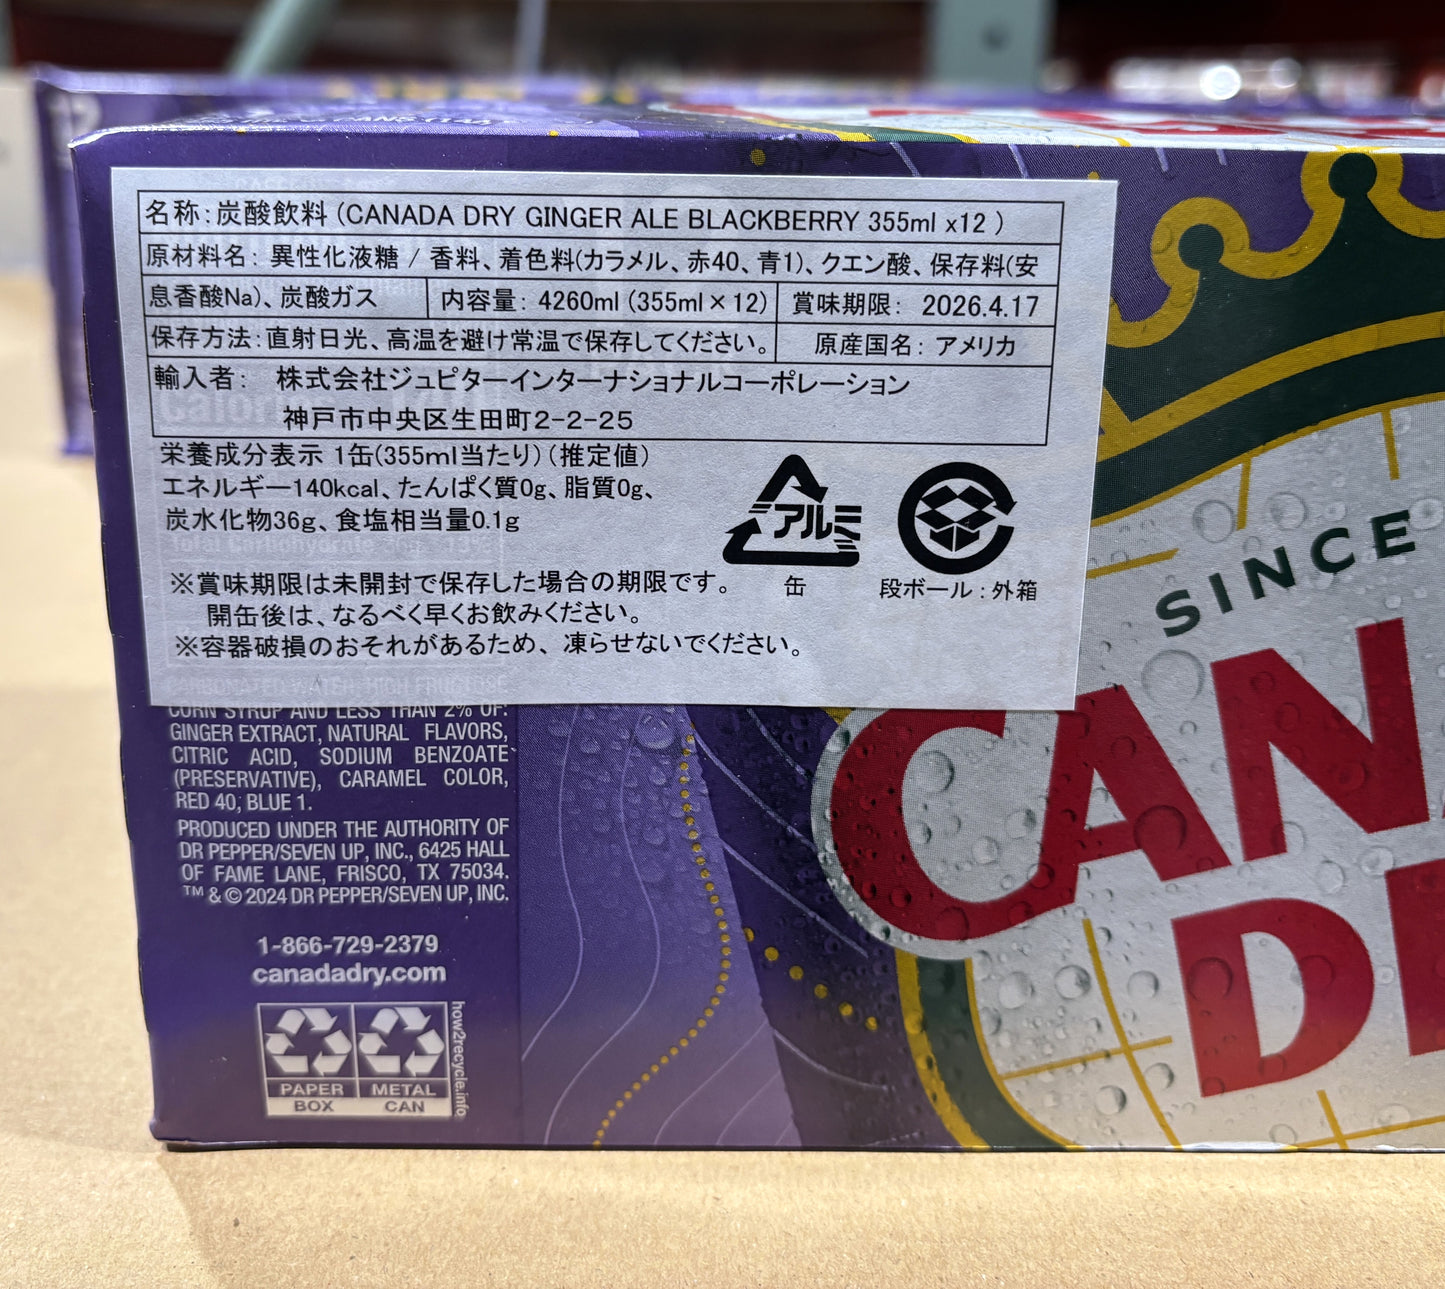 名称：炭酸飲料（CANADA DRY GINGER ALE BLACKBERRY 355ml x12 ）
原材料名：異性化液糖 / 香料、着色料(カラメル、赤40、青1)、クエン酸、保存料(安
息香酸Na)、炭酸ガス
内容量：4260ml（355ml×12）
賞味期限：2026.4.17
保存方法：直射日光、高温を避け常温で保存してください。
原産国名：アメリカ
輸入者：株式会社ジュピターインターナショナルコーポレーション
神戸市中央区生田町2-2-25
栄養成分表示 1缶(355ml当たり)（推定値）
エネルギー140kcal、たんぱく質0g、脂質0g、
炭水化物36g、食塩相当量0.1g
※賞味期限は未開封で保存した場合の期限です。
開缶後は、なるべく早くお飲みください。
※容器破損のおそれがあるため、凍らせないでください。
アルミ
缶
段ボール：外箱
CARBONATED WATER, HIGH FRUCTOSE
CORN SYRUP AND LESS THAN 2% OF:
GINGER EXTRACT, NATURAL FLAVORS,
CITRIC ACID, SODIUM BENZOATE
(PRESERVATIVE), CARAMEL COLOR,
RED 40, BLUE 1.
PRODUCED UNDER THE AUTHORITY OF
DR PEPPER/SEVEN UP, INC., 6425 HALL
OF FAME LANE, FRISCO, TX 75034.
™ & © 2024 DR PEPPER/SEVEN UP, INC.
1-866-729-2379
canadadry.com
PAPER
BOX
METAL
CAN
how2recycle.info
SINCE
CAN
D